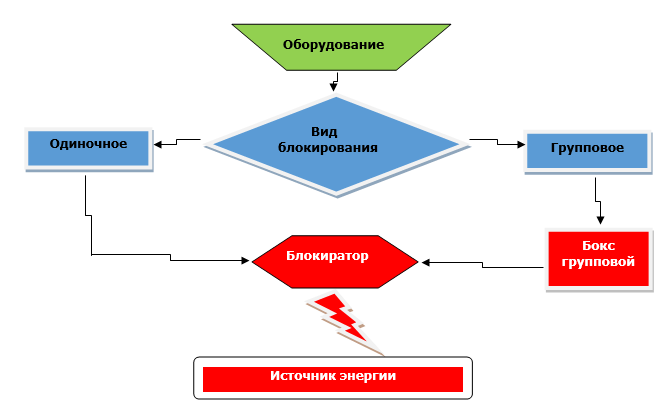 Оборудование
Вид
блокирования
Одиночное
Групповое
Бокс
групповой
Блокиратор
Источник энергии